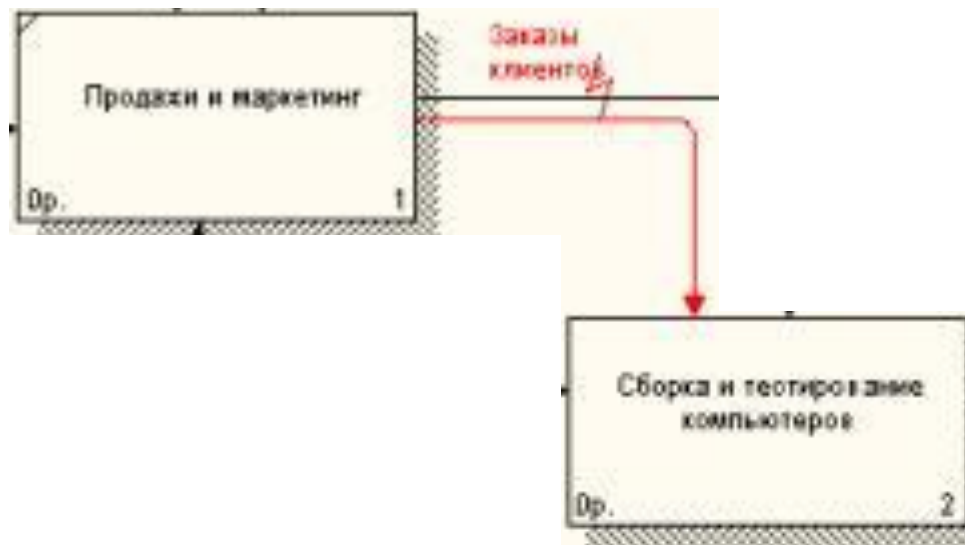 Заказы
клиентов
Продажи и маркетинг
0р. 1
Сборка и тестирование
компьютеров
0р. 2